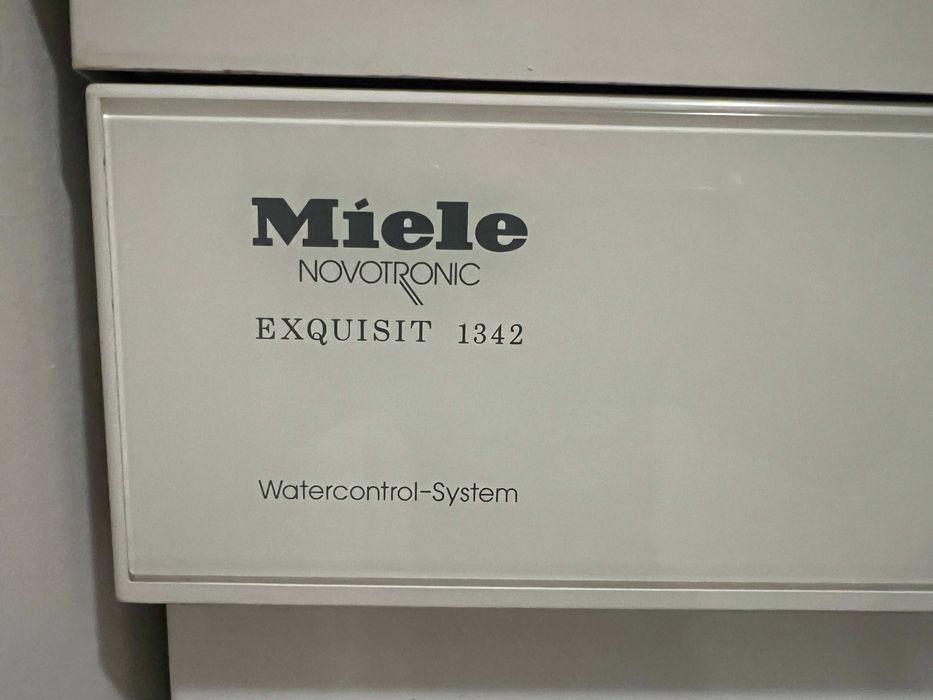 Miele
NOVOTRONIC
EXQUISIT 1342
Watercontrol-System